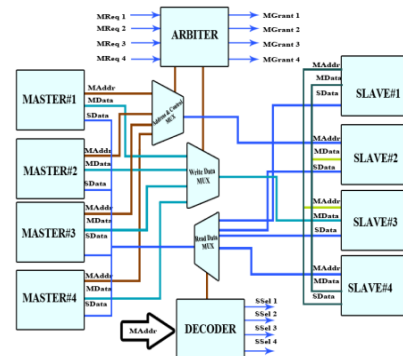 MReq 1
MReq 2
MReq 3
MReq 4
ARBITER
MGrant 1
MGrant 2
MGrant 3
MGrant 4
MASTER#1
MAddr
MData
SData
MASTER#2
MAddr
MData
SData
MASTER#3
MAddr
MData
SData
MASTER#4
MAddr
MData
Address & Control
MUX
Write Data
MUX
Read Data
MUX
MAddr
MData
SData
SLAVE#1
MAddr
MData
SData
SLAVE#2
MAddr
MData
SData
SLAVE#3
MAddr
MData
SData
SLAVE#4
MAddr
DECODER
SSel 1
SSel 2
SSel 3
SSel 4